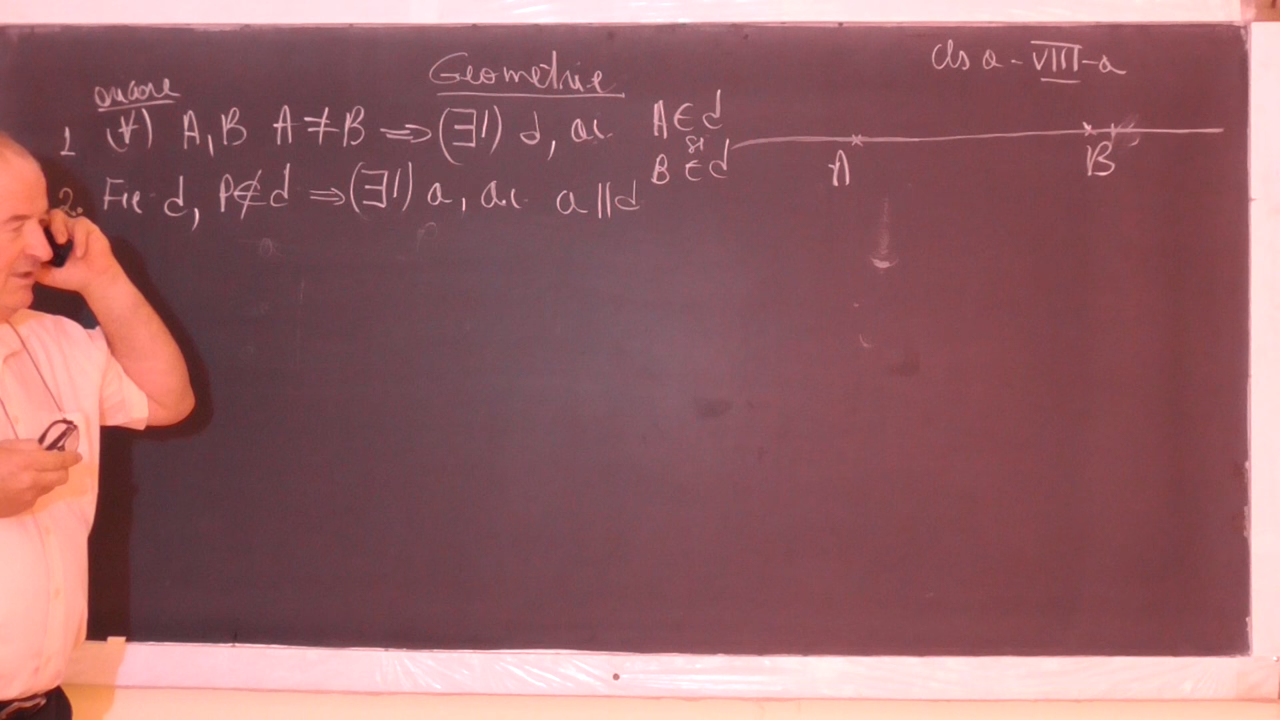 Geometrie
cls a - VIII-a
oricare
1 (∀) A, B A ≠ B ⇒ (∃!) d, a.i. A ∈ d
și
B ∈ d
2. Fie d, P ∉ d ⇒ (∃!) a, a.i. a || d
A B